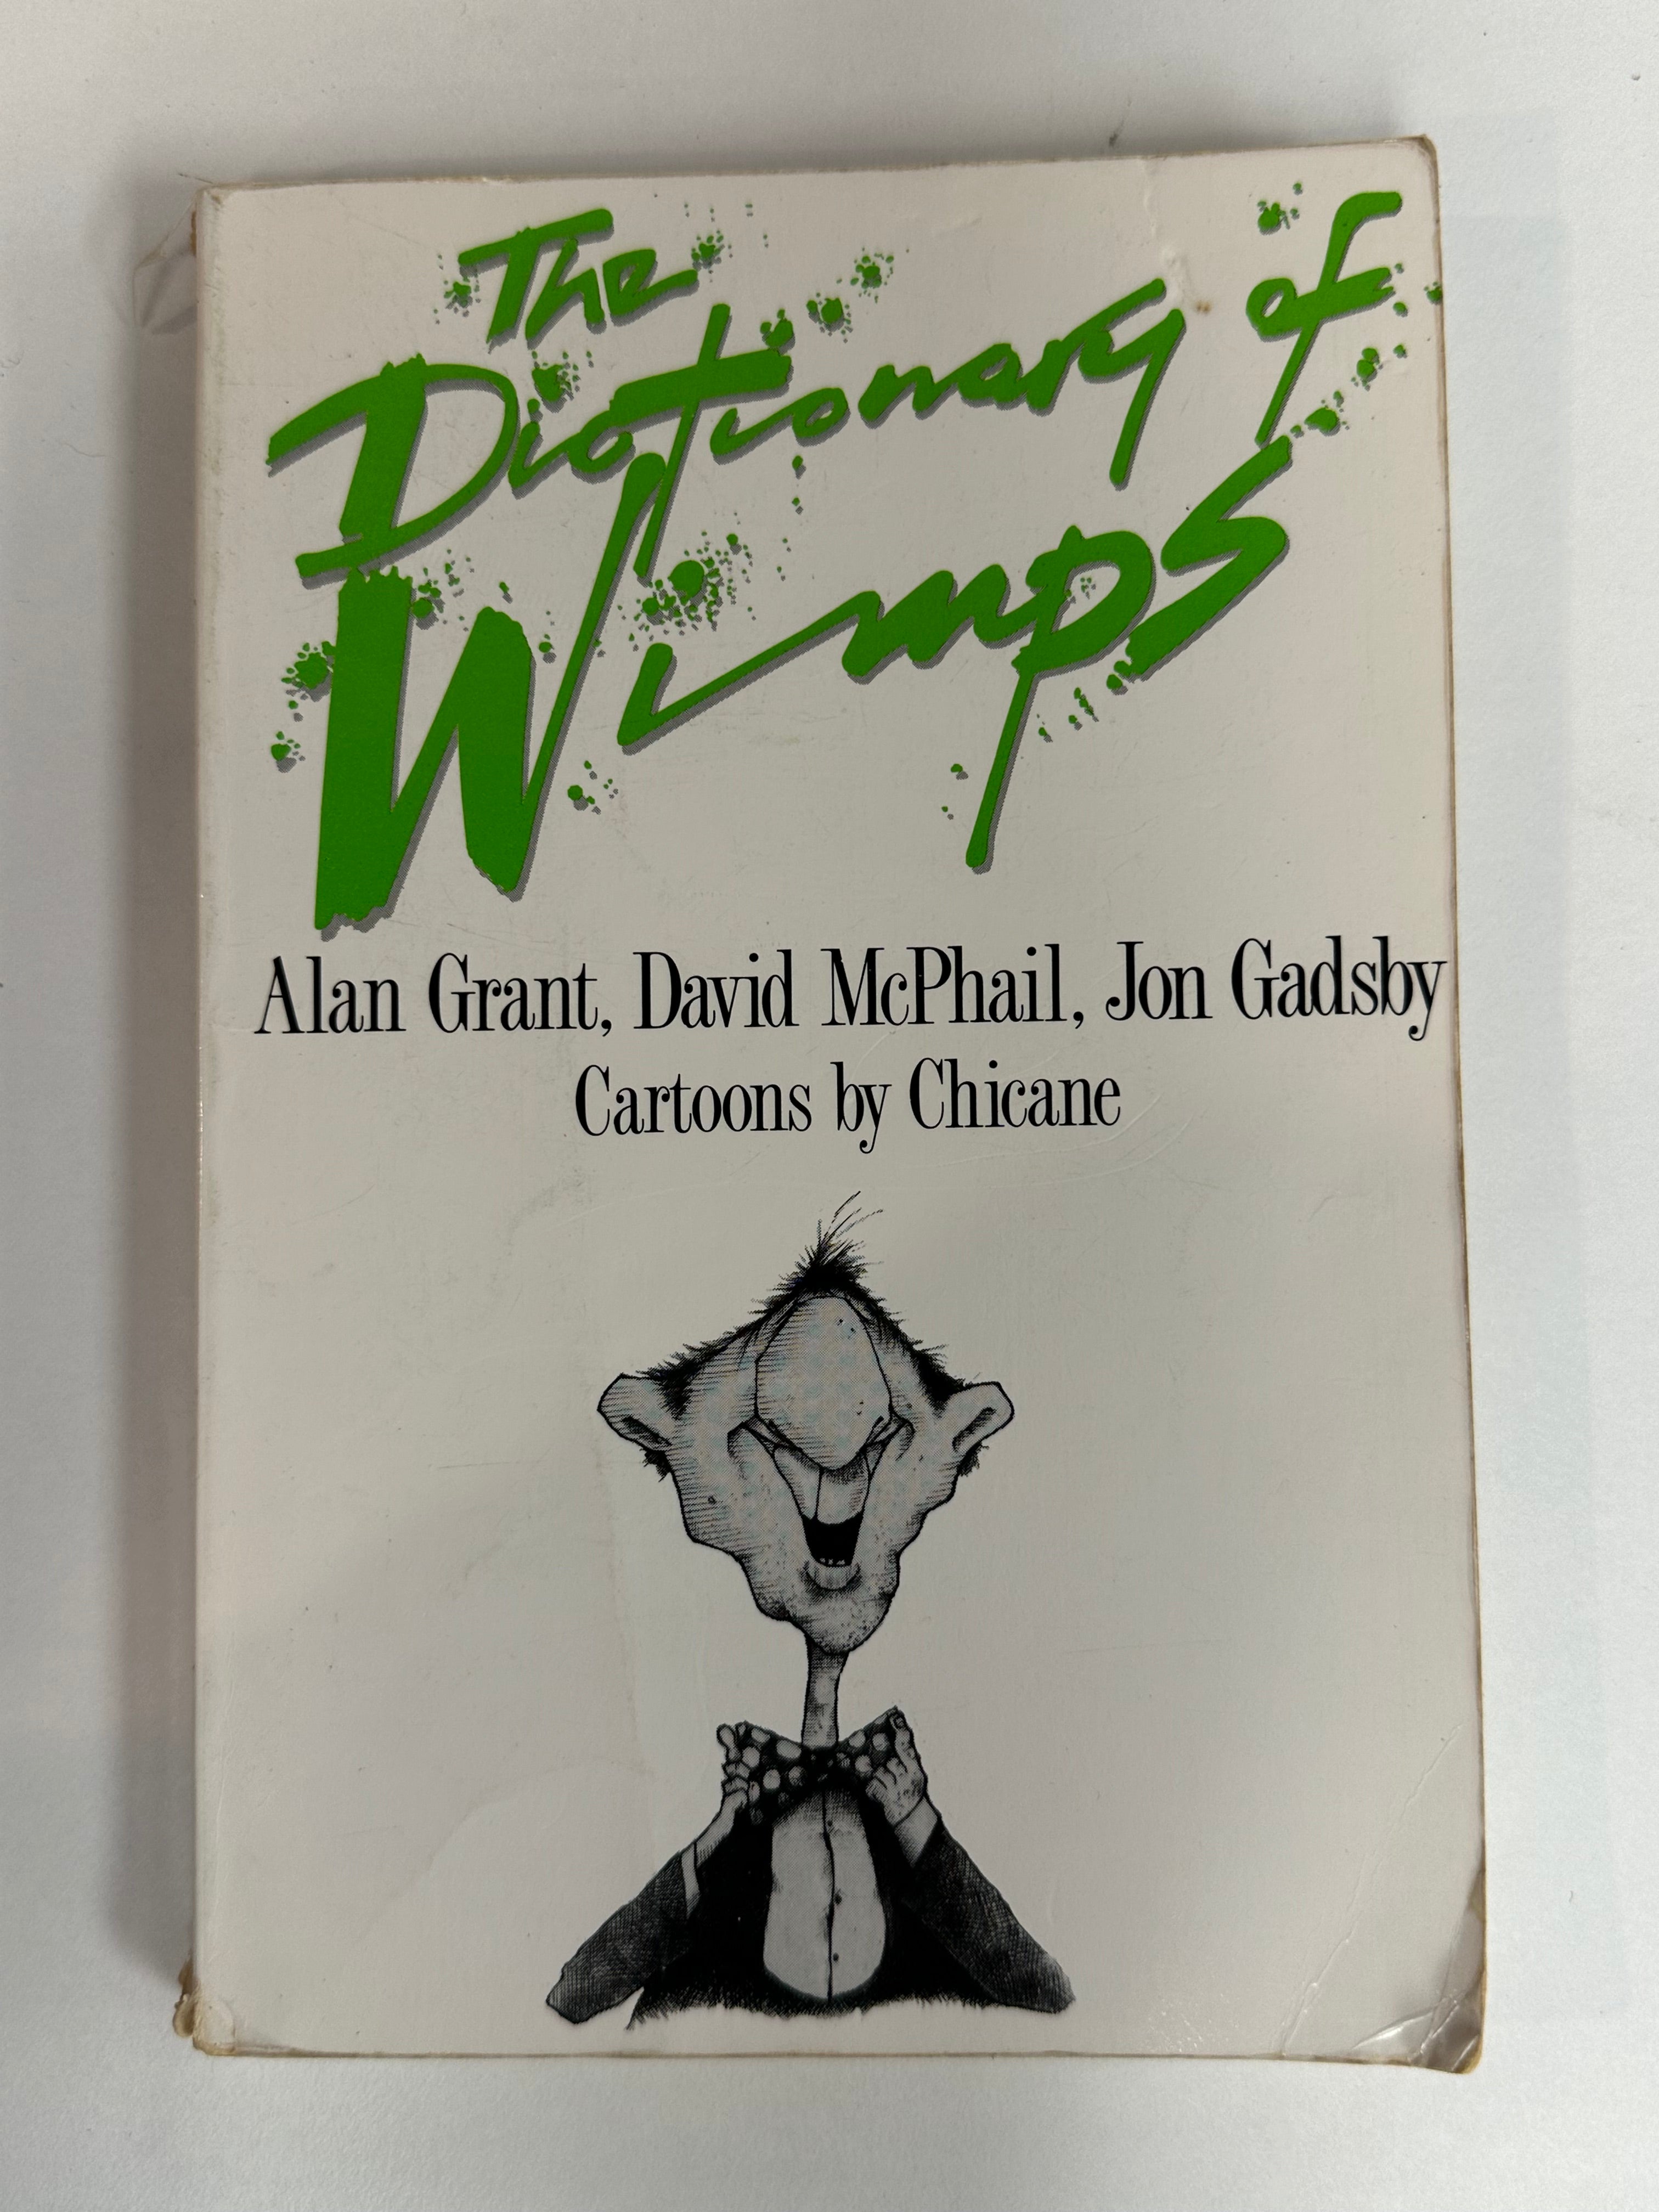 The
Dictionary of
Wimps
Alan Grant, David McPhail, Jon Gadsby
Cartoons by Chicane